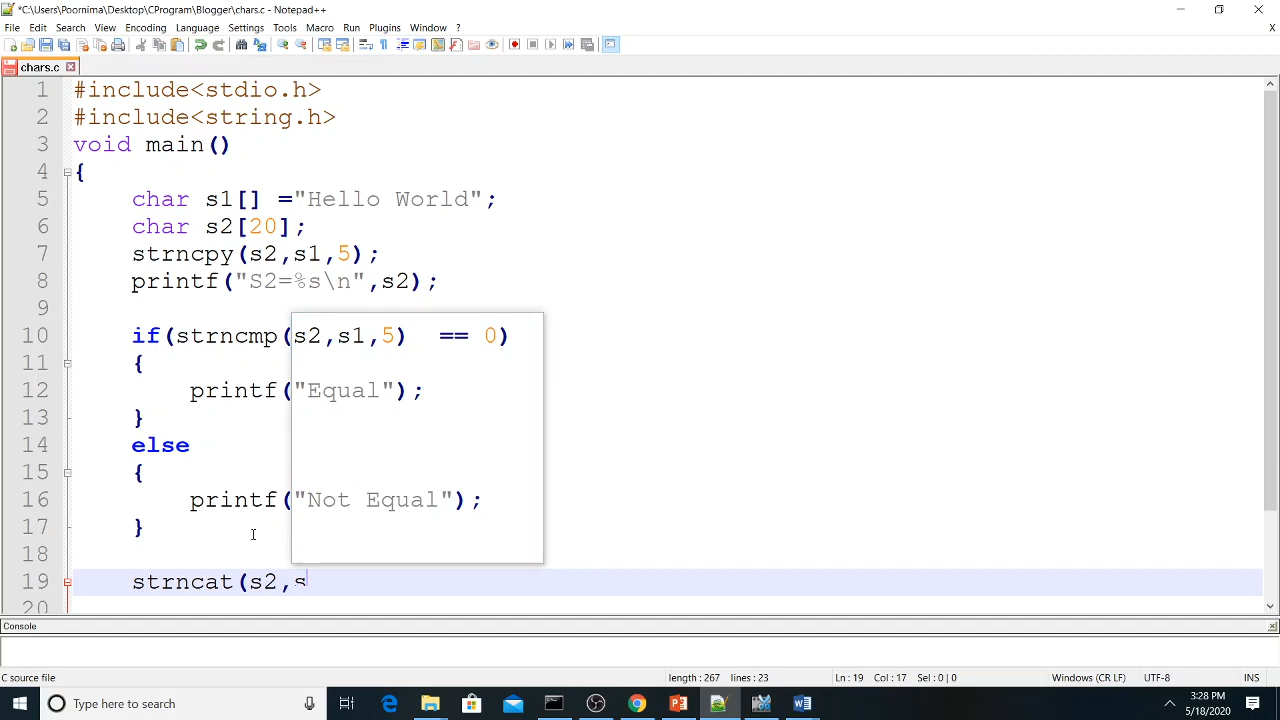 *C:\Users\Poornima\Desktop\CProgram\Blogger\chars.c - Notepad++
File Edit Search View Encoding Language Settings Tools Macro Run Plugins Window ? X
chars.c
1 #include<stdio.h>
2 #include<string.h>
3 void main()
4 {
5 char s1[] ="Hello World";
6 char s2[20];
7 strncpy(s2,s1,5);
8 printf("S2=%s\n",s2);
9
10 if(strncmp(s2,s1,5)  == 0)
11 {
12 printf("Equal");
13 }
14 else
15 {
16 printf("Not Equal");
17 }
18
19 strncat(s2,s
20
Console
C source file length : 267 lines : 23 Ln : 19 Col : 17 Sel : 0 | 0 Windows (CR LF) UTF-8 INS
Type here to search
3:28 PM
5/18/2020